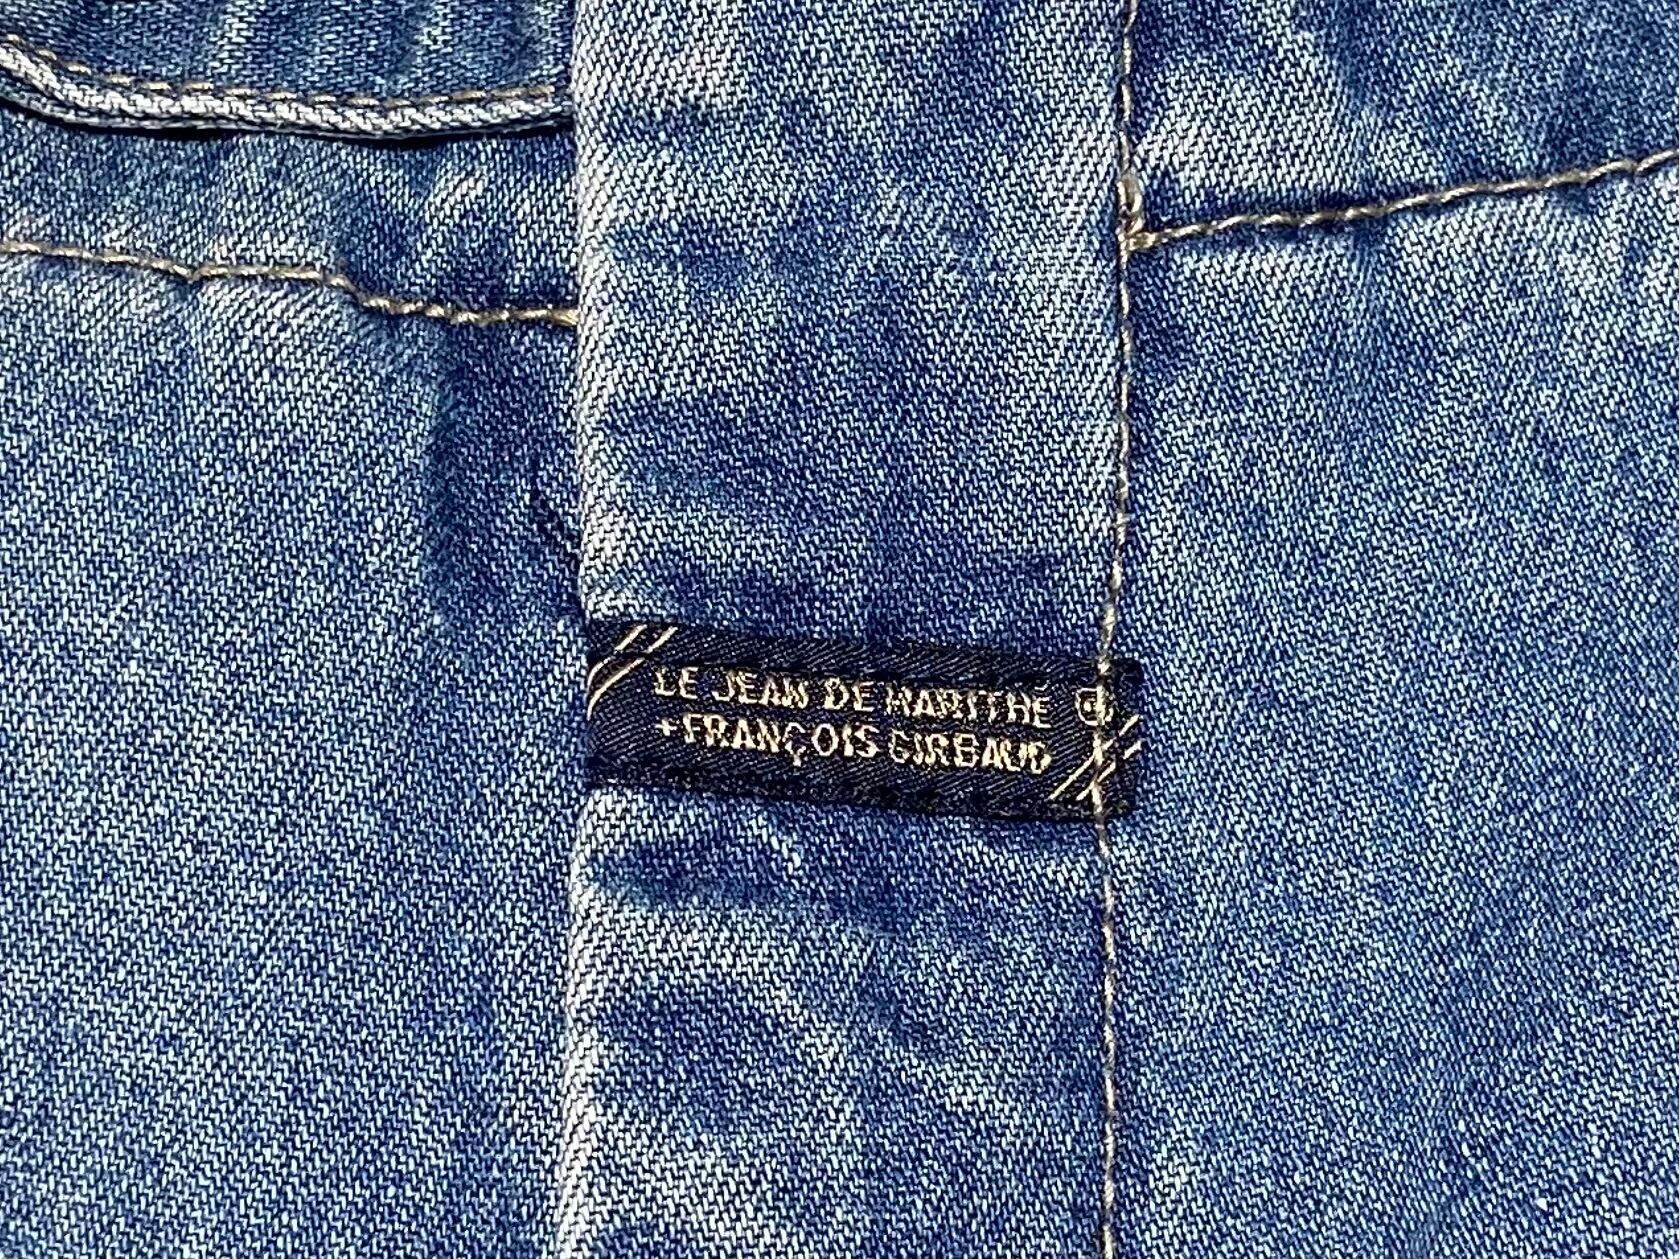 LE JEAN DE MARITHÉ
+FRANÇOIS GIRBAUD